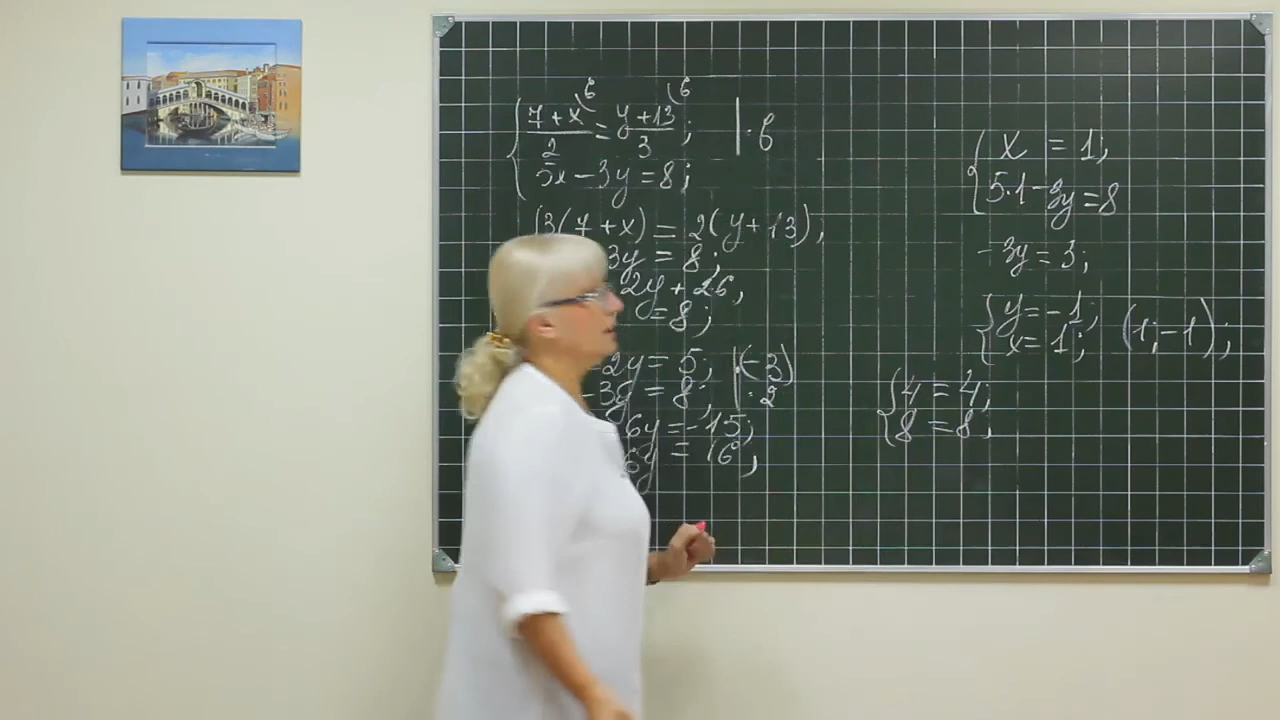 7 + x / 2 = y + 13 / 3; | · 6
5x − 3y = 8;
3(7 + x) = 2(y + 13);
3y = 8;
2y + 26,
= 8;
2y = 5; | · (−3)
−3y = 8; | · 2
6y = −15;
6y = 16;
x = 1;
5·1 − 3y = 8
−3y = 3;
y = −1;
x = 1; (1; −1);
4 = 4;
8 = 8;